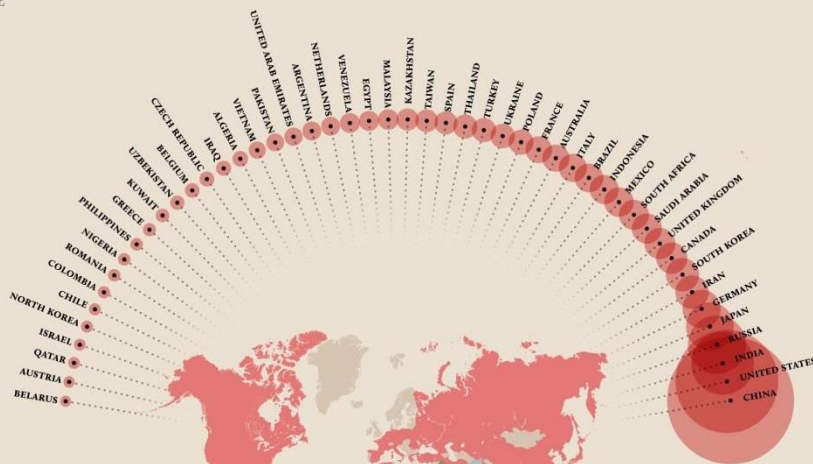 BELARUS
AUSTRIA
QATAR
ISRAEL
NORTH KOREA
CHILE
COLOMBIA
ROMANIA
NIGERIA
PHILIPPINES
GREECE
KUWAIT
UZBEKISTAN
BELGIUM
CZECH REPUBLIC
IRAQ
ALGERIA
VIETNAM
PAKISTAN
UNITED ARAB EMIRATES
ARGENTINA
NETHERLANDS
VENEZUELA
EGYPT
MALAYSIA
KAZAKHSTAN
TAIWAN
SPAIN
THAILAND
TURKEY
UKRAINE
POLAND
FRANCE
AUSTRALIA
ITALY
BRAZIL
INDONESIA
MEXICO
SOUTH AFRICA
SAUDI ARABIA
UNITED KINGDOM
CANADA
SOUTH KOREA
IRAN
GERMANY
JAPAN
RUSSIA
INDIA
UNITED STATES
CHINA